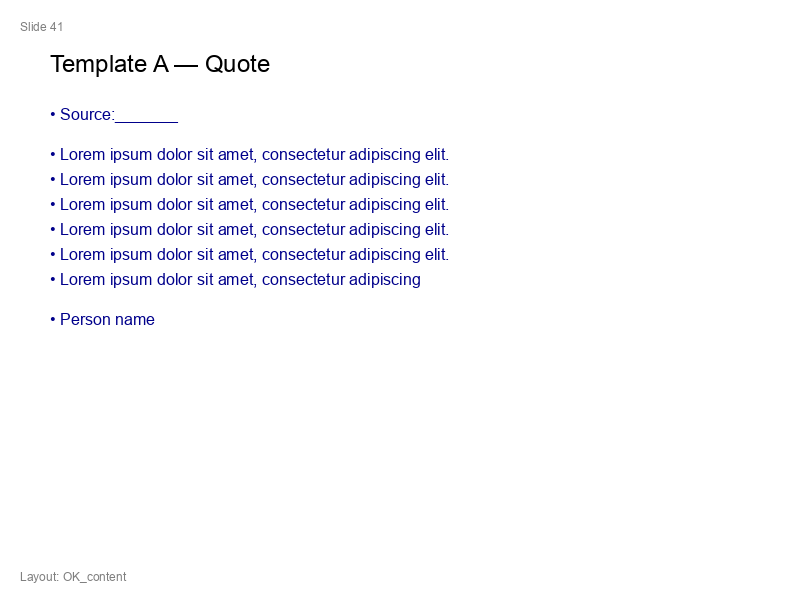 Slide 41
Template A — Quote
• Source:_______
• Lorem ipsum dolor sit amet, consectetur adipiscing elit.
• Lorem ipsum dolor sit amet, consectetur adipiscing elit.
• Lorem ipsum dolor sit amet, consectetur adipiscing elit.
• Lorem ipsum dolor sit amet, consectetur adipiscing elit.
• Lorem ipsum dolor sit amet, consectetur adipiscing elit.
• Lorem ipsum dolor sit amet, consectetur adipiscing
• Person name
Layout: OK_content